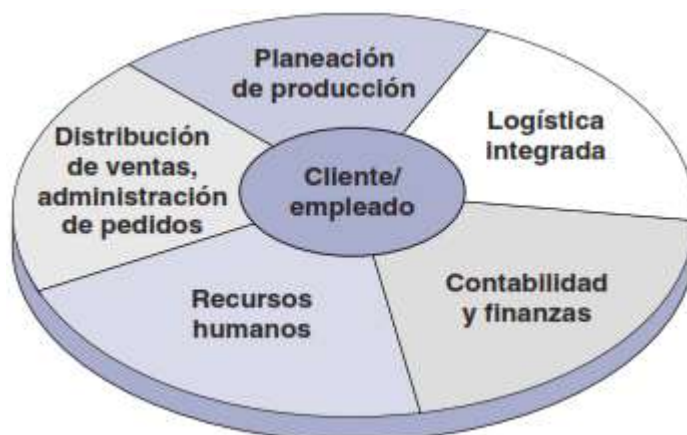 Planeación
de producción
Logística
integrada
Distribución
de ventas,
administración
de pedidos
Cliente/
empleado
Contabilidad
y finanzas
Recursos
humanos